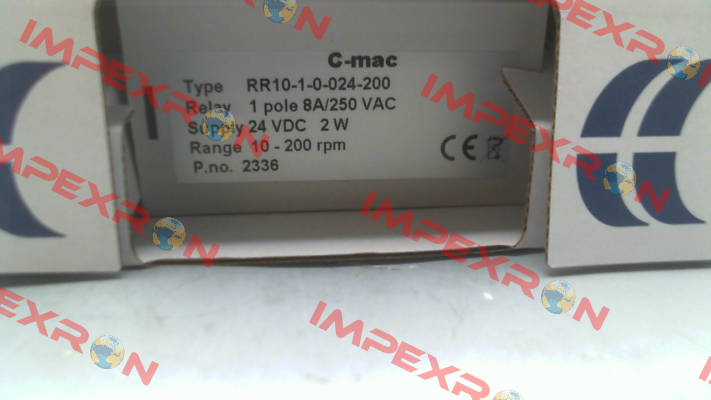 C-mac
Type RR10-1-0-024-200
Relay 1 pole 8A/250 VAC
Supply 24 VDC 2 W
Range 10 - 200 rpm
P.no. 2336
CE
IMPEXRON
IMPEXRON
IMPEXRON
IMPEXRON
IMPEXRON
IMPEXRON
IMPEXRON
IMPEXRON